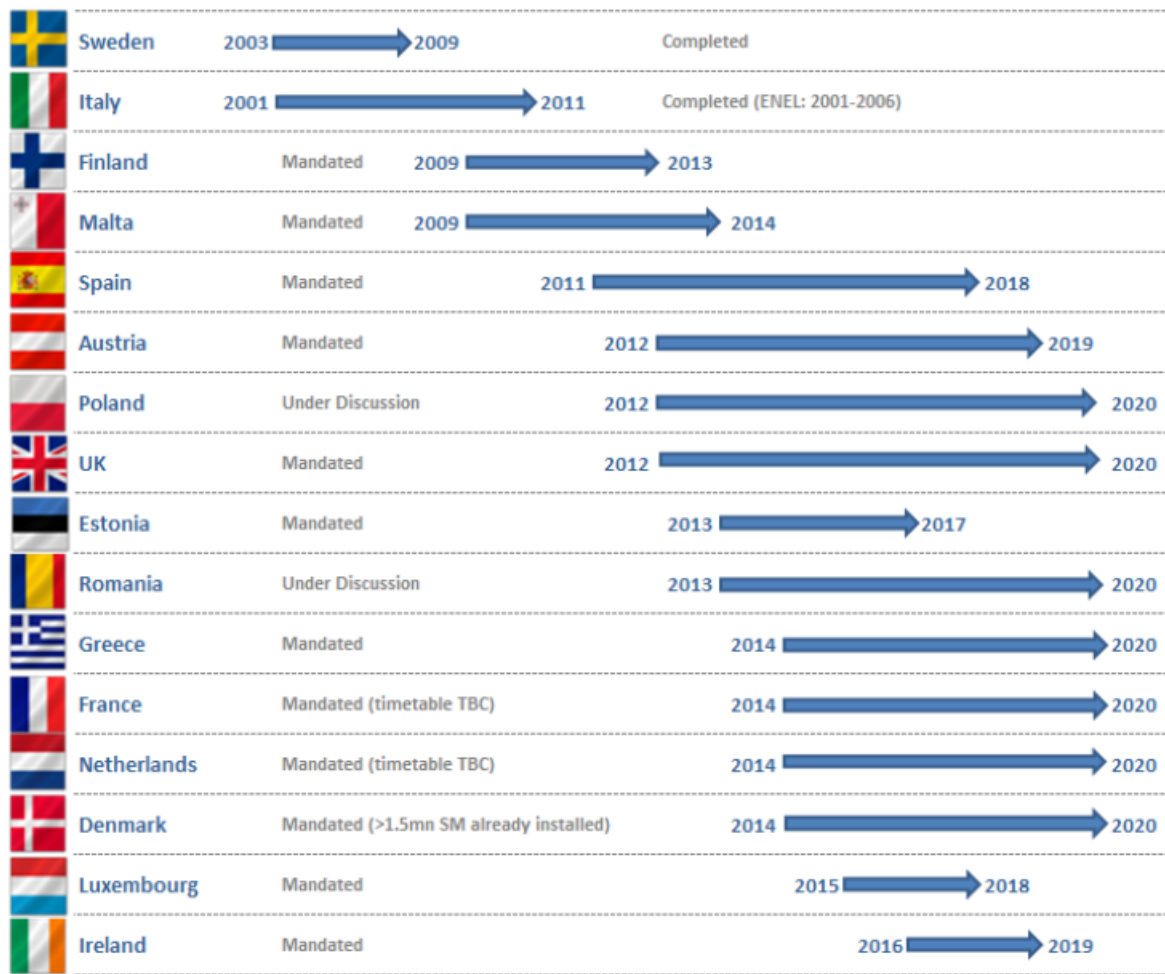 Sweden 2003 2009 Completed
Italy 2001 2011 Completed (ENEL: 2001-2006)
Finland Mandated 2009 2013
Malta Mandated 2009 2014
Spain Mandated 2011 2018
Austria Mandated 2012 2019
Poland Under Discussion 2012 2020
UK Mandated 2012 2020
Estonia Mandated 2013 2017
Romania Under Discussion 2013 2020
Greece Mandated 2014 2020
France Mandated (timetable TBC) 2014 2020
Netherlands Mandated (timetable TBC) 2014 2020
Denmark Mandated (>1.5mn SM already installed) 2014 2020
Luxembourg Mandated 2015 2018
Ireland Mandated 2016 2019